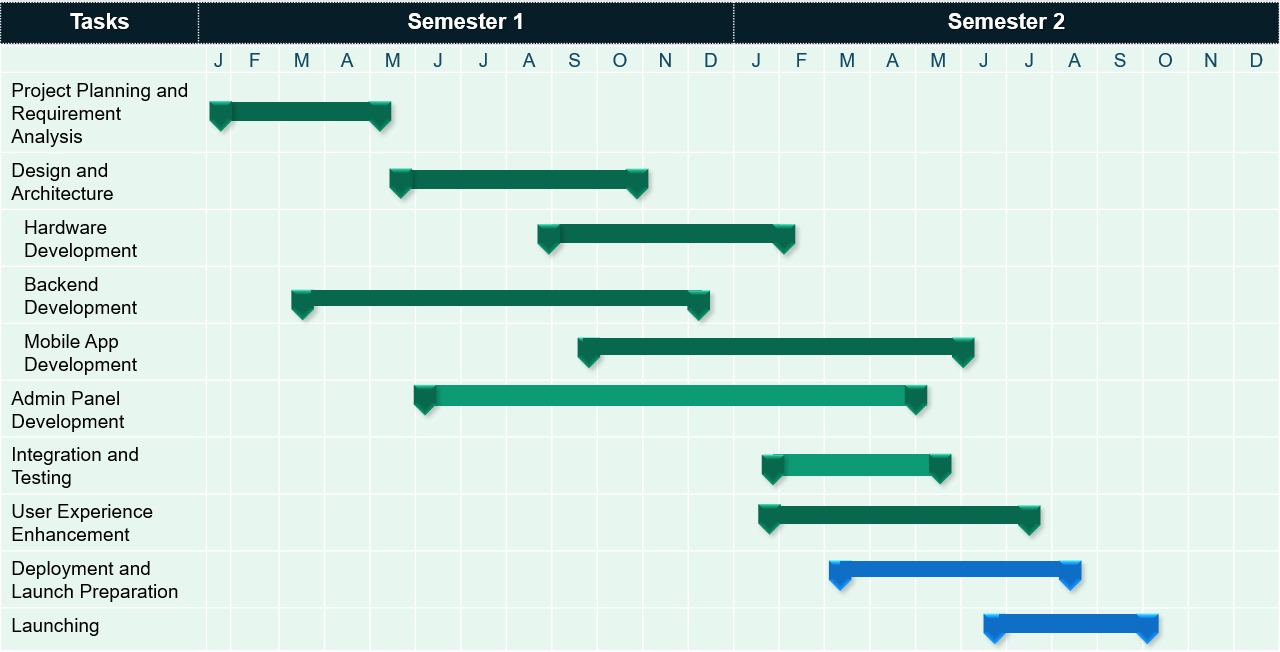 Tasks Semester 1 Semester 2
J F M A M J J A S O N D J F M A M J J A S O N D
Project Planning and
Requirement
Analysis
Design and
Architecture
Hardware
Development
Backend
Development
Mobile App
Development
Admin Panel
Development
Integration and
Testing
User Experience
Enhancement
Deployment and
Launch Preparation
Launching